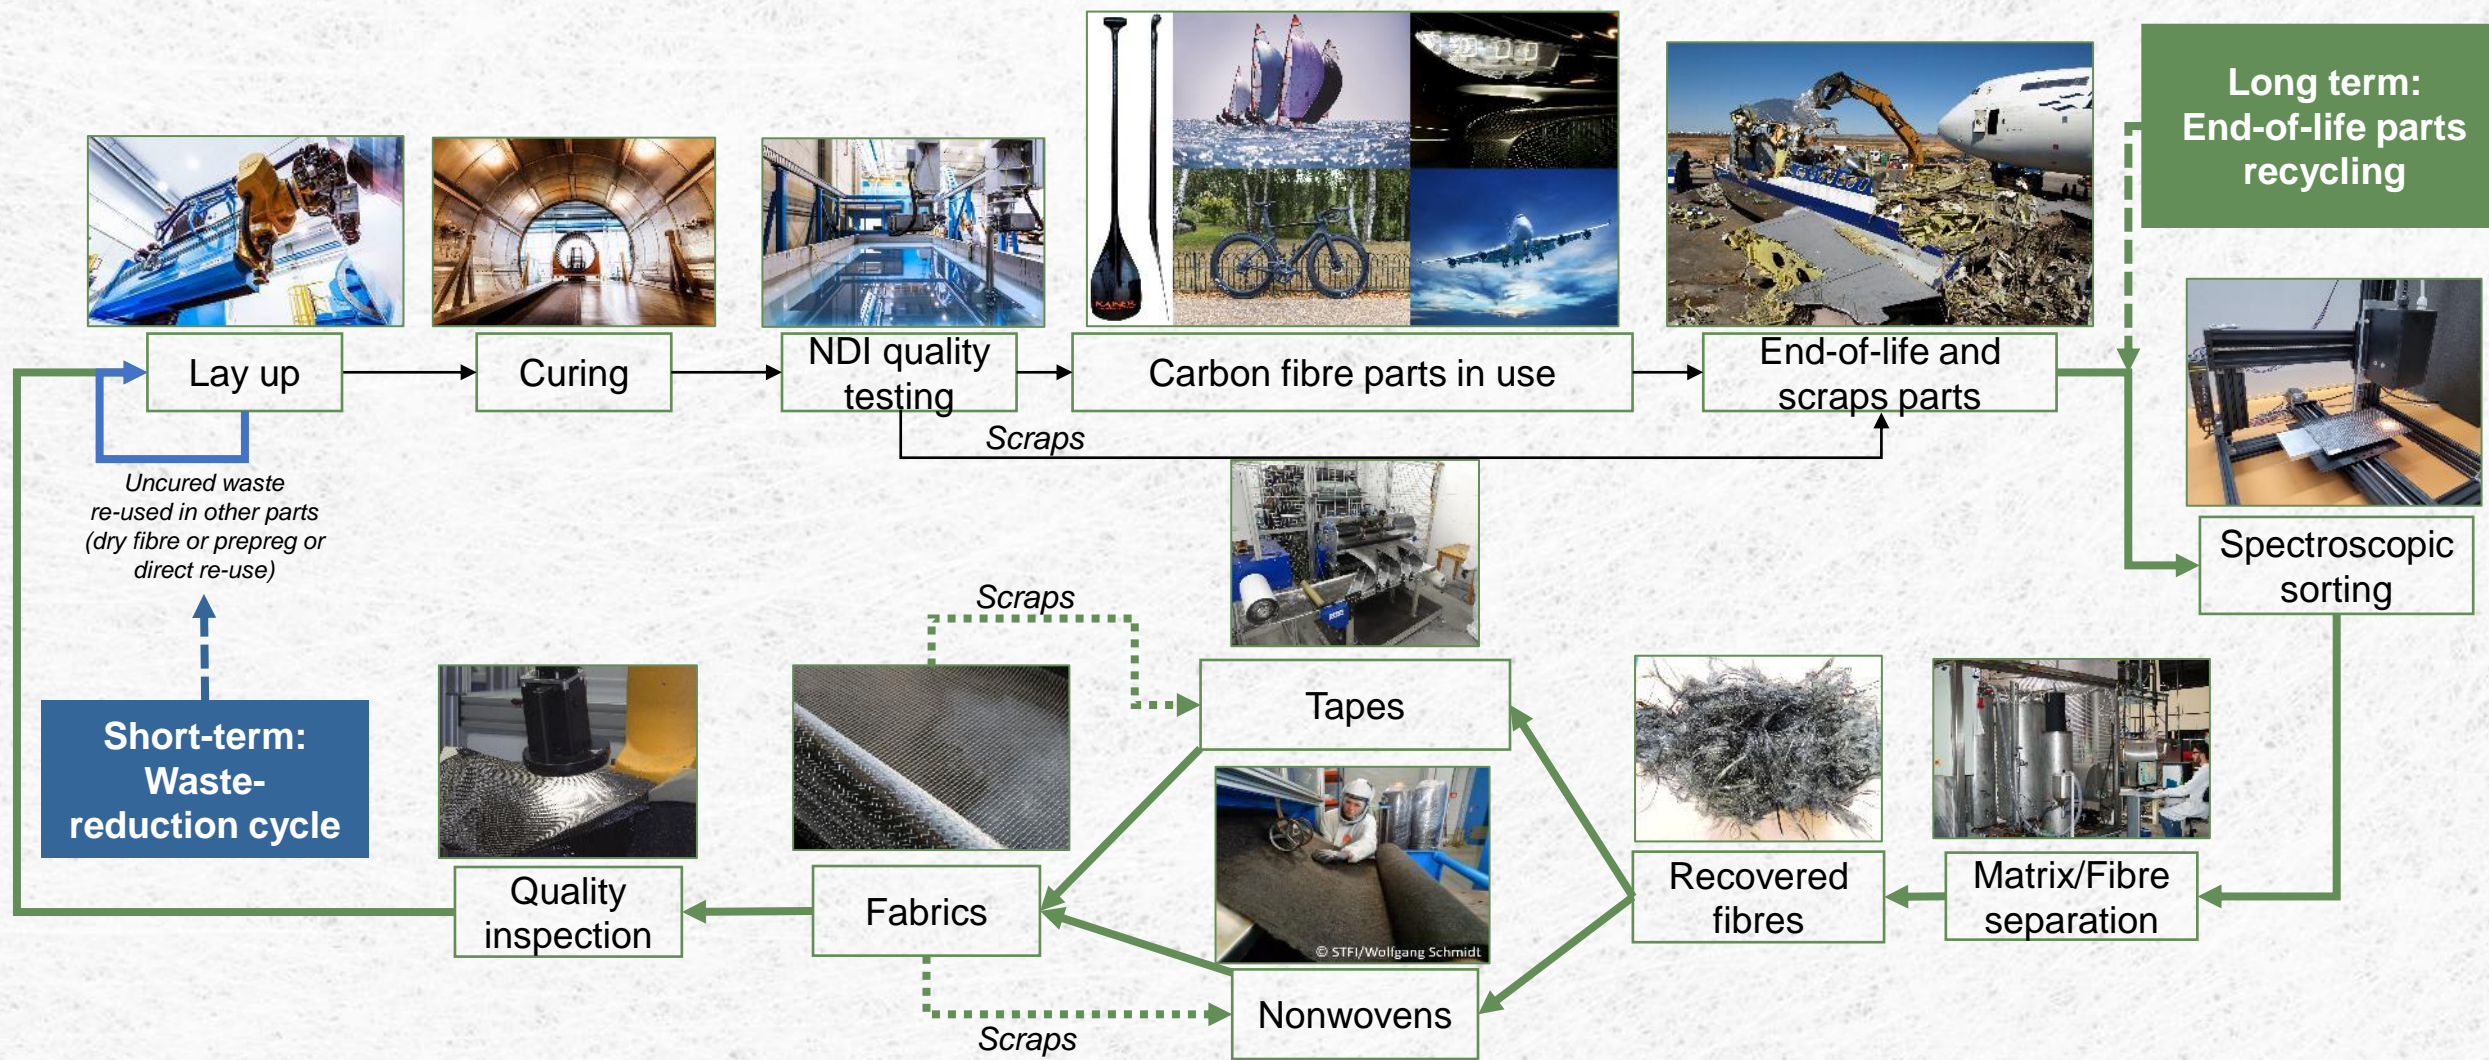 Long term:
End-of-life parts
recycling
Lay up
Curing
NDI quality
testing
KAINER
Carbon fibre parts in use
End-of-life and
scraps parts
Scraps
Uncured waste
re-used in other parts
(dry fibre or prepreg or
direct re-use)
Spectroscopic
sorting
Scraps
Short-term:
Waste-
reduction cycle
Tapes
Quality
inspection
Fabrics
© STFI/Wolfgang Schmidt
Recovered
fibres
Matrix/Fibre
separation
Nonwovens
Scraps